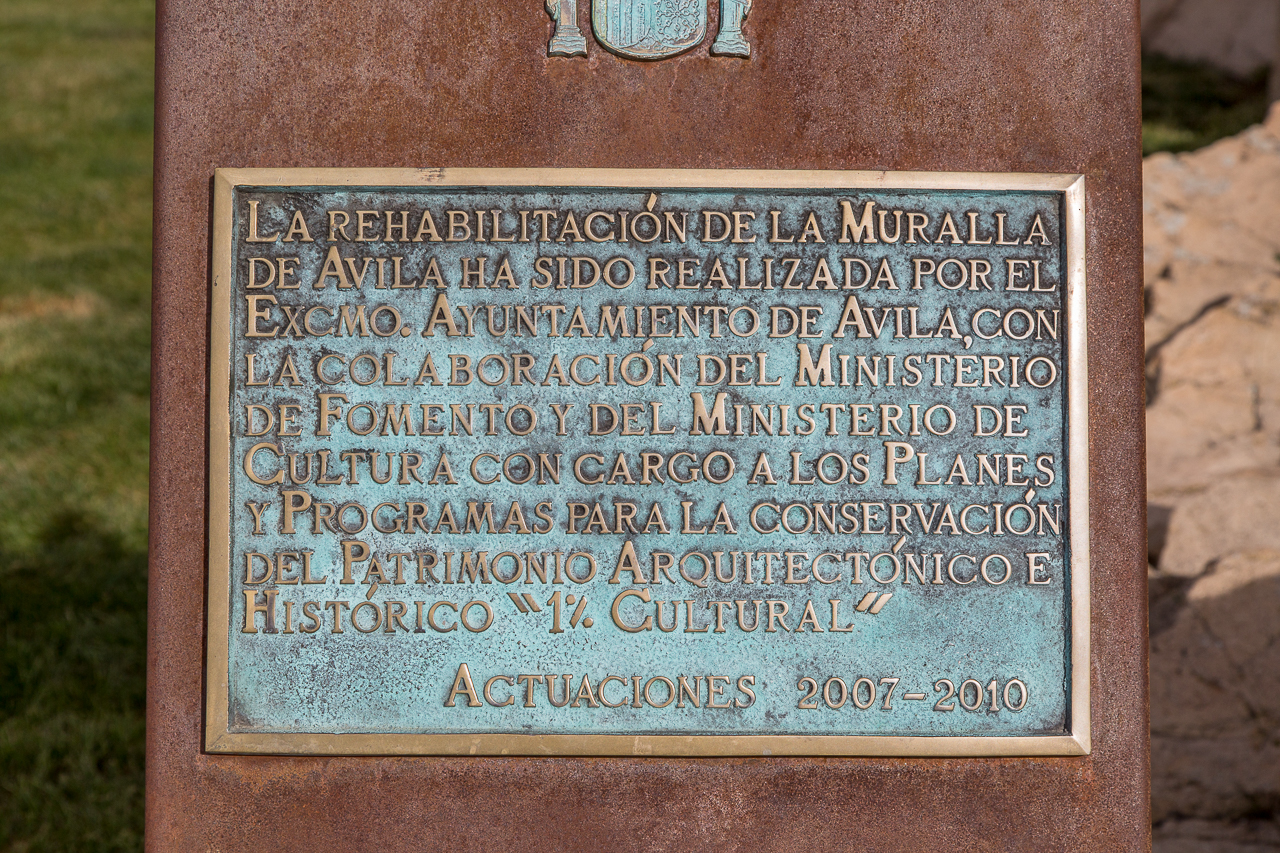 LA REHABILITACIÓN DE LA MURALLA
DE AVILA HA SIDO REALIZADA POR EL
EXCMO. AYUNTAMIENTO DE AVILA, CON
LA COLABORACIÓN DEL MINISTERIO
DE FOMENTO Y DEL MINISTERIO DE
CULTURA CON CARGO A LOS PLANES
Y PROGRAMAS PARA LA CONSERVACIÓN
DEL PATRIMONIO ARQUITECTÓNICO E
HISTÓRICO "1% CULTURAL"
ACTUACIONES 2007-2010